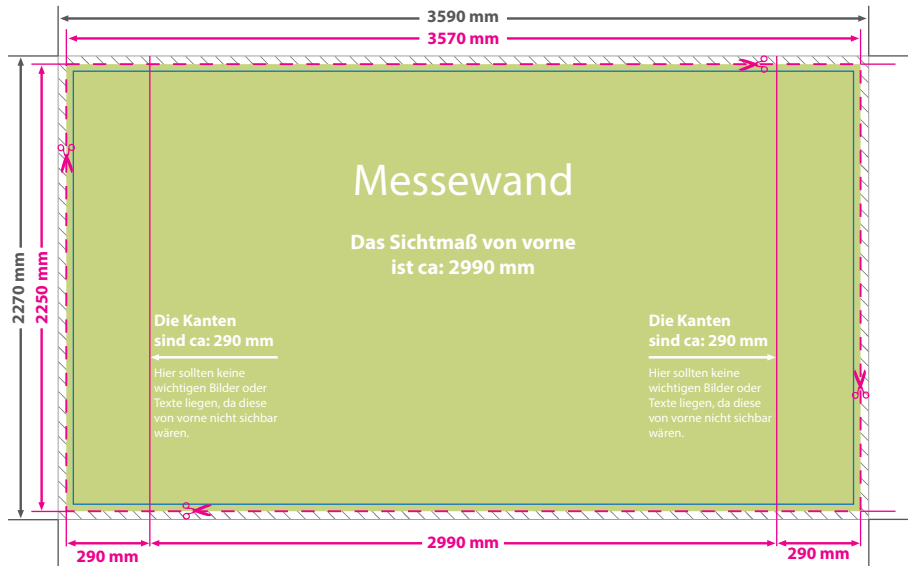 3590 mm
3570 mm
2270 mm
2250 mm
Messewand
Das Sichtmaß von vorne
ist ca: 2990 mm
Die Kanten
sind ca: 290 mm
Hier sollten keine
wichtigen Bilder oder
Texte liegen, da diese
von vorne nicht sichbar
wären.
Die Kanten
sind ca: 290 mm
Hier sollten keine
wichtigen Bilder oder
Texte liegen, da diese
von vorne nicht sichbar
wären.
290 mm
2990 mm
290 mm